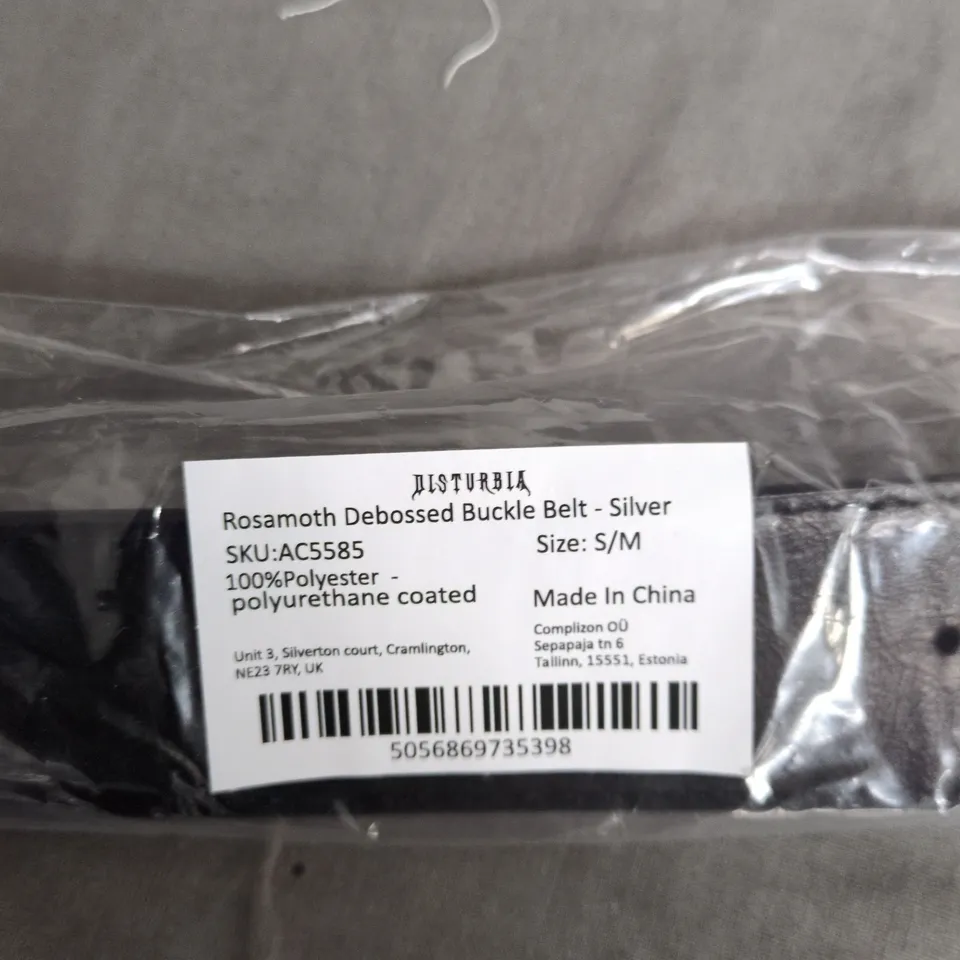 DISTURBIA
Rosamoth Debossed Buckle Belt - Silver
SKU:AC5585
Size: S/M
100%Polyester -
polyurethane coated
Made In China
Unit 3, Silverton court, Cramlington,
NE23 7RY, UK
Complizon OÜ
Sepapaja tn 6
Tallinn, 15551, Estonia
5056869735398